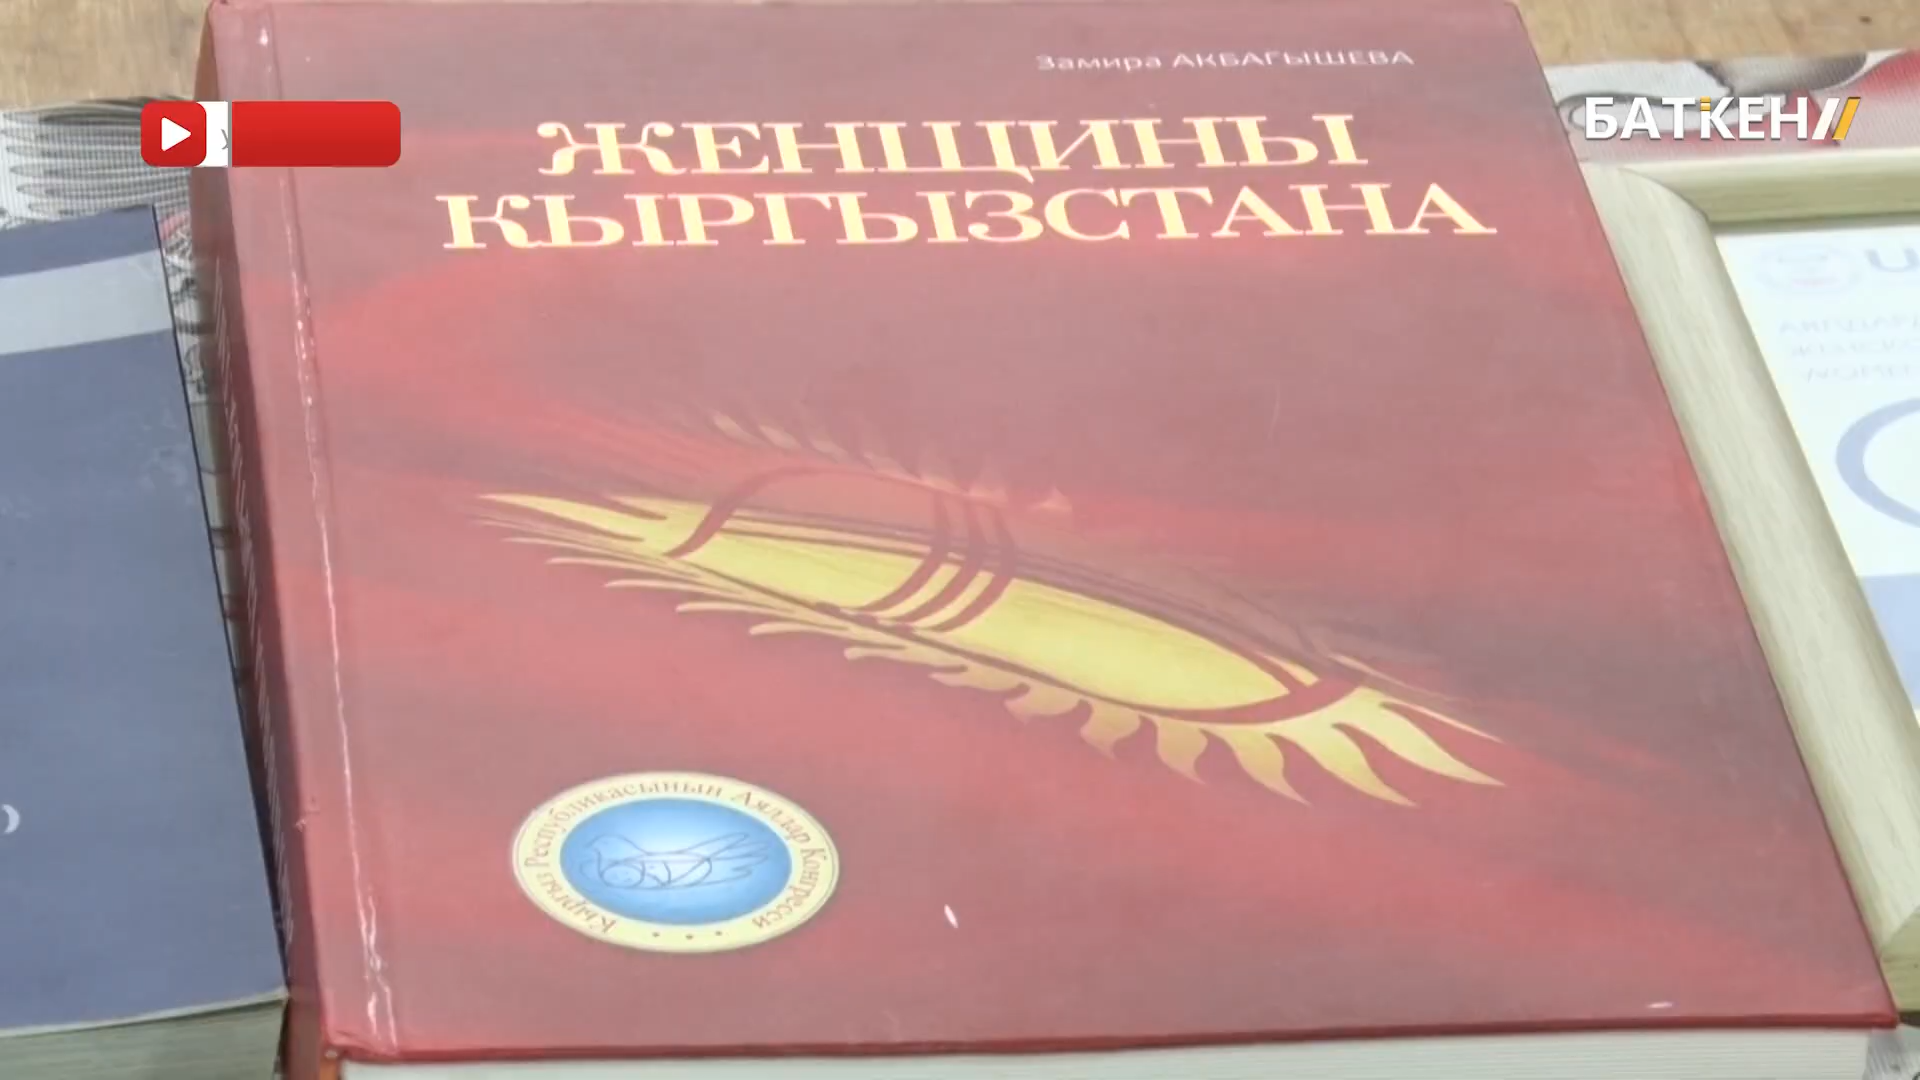 Замира АКБАГЫШЕВА
БАТКЕН
ЖЕНЩИНЫ
КЫРГЫЗСТАНА
Кыргыз Республикасынын Аялдар Конгресси